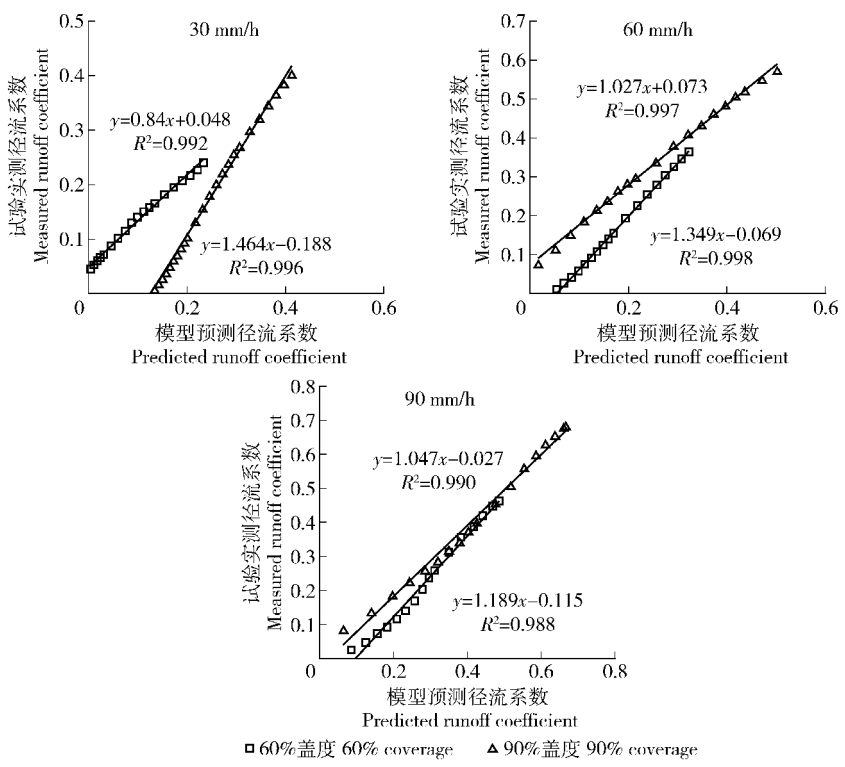 30 mm/h
0.5
0.4
0.3
0.2
0.1
试验实测径流系数
Measured runoff coefficient
y=0.84x+0.048
R²=0.992
y=1.464x−0.188
R²=0.996
0 0.2 0.4 0.6
模型预测径流系数
Predicted runoff coefficient
60 mm/h
0.7
0.6
0.5
0.4
0.3
0.2
0.1
试验实测径流系数
Measured runoff coefficient
y=1.027x+0.073
R²=0.997
y=1.349x−0.069
R²=0.998
0 0.2 0.4 0.6
模型预测径流系数
Predicted runoff coefficient
90 mm/h
0.8
0.7
0.6
0.5
0.4
0.3
0.2
0.1
试验实测径流系数
Measured runoff coefficient
y=1.047x−0.027
R²=0.990
y=1.189x−0.115
R²=0.988
0 0.2 0.4 0.6 0.8
模型预测径流系数
Predicted runoff coefficient
60%盖度 60% coverage 90%盖度 90% coverage